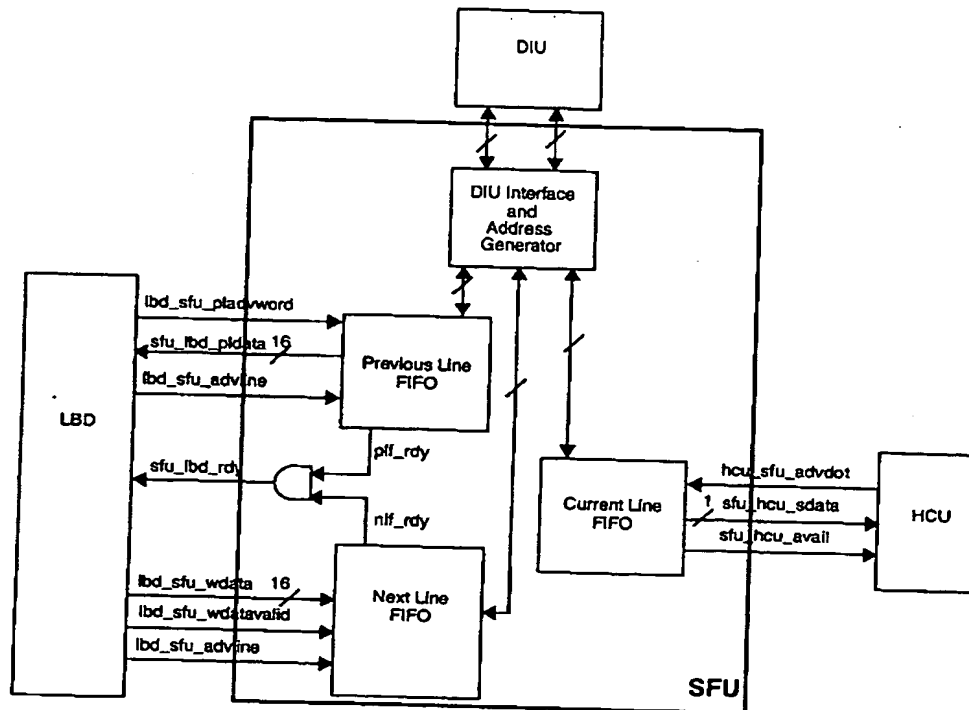 DIU
DIU Interface
and
Address
Generator
lbd_sfu_pladvword
sfu_lbd_pldata 16
lbd_sfu_advline
Previous Line
FIFO
LBD
plf_rdy
sfu_lbd_rdy
nlf_rdy
hcu_sfu_advdot
1 sfu_hcu_sdata
sfu_hcu_avail
Current Line
FIFO
HCU
lbd_sfu_wdata 16
lbd_sfu_wdatavalid
lbd_sfu_advline
Next Line
FIFO
SFU